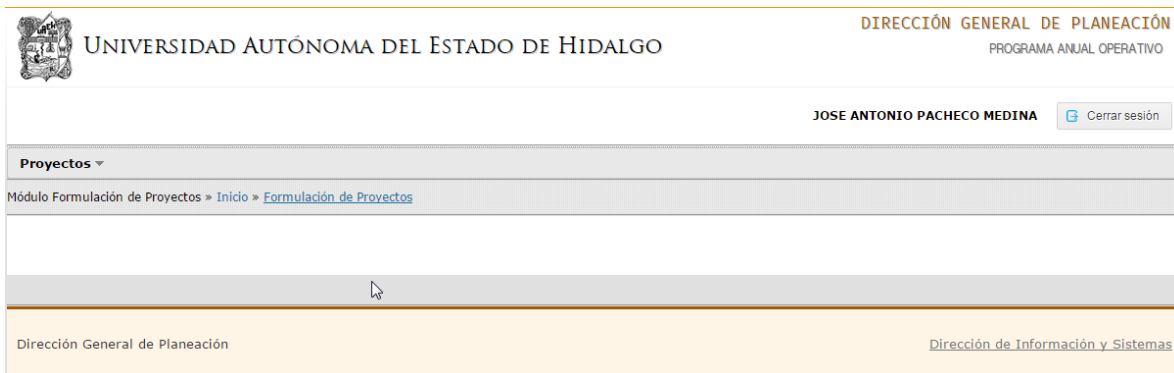 DIRECCIÓN GENERAL DE PLANEACIÓN
UNIVERSIDAD AUTÓNOMA DEL ESTADO DE HIDALGO
PROGRAMA ANUAL OPERATIVO
JOSE ANTONIO PACHECO MEDINA Cerrar sesión
Proyectos
Módulo Formulación de Proyectos » Inicio » Formulación de Proyectos
Dirección General de Planeación Dirección de Información y Sistemas